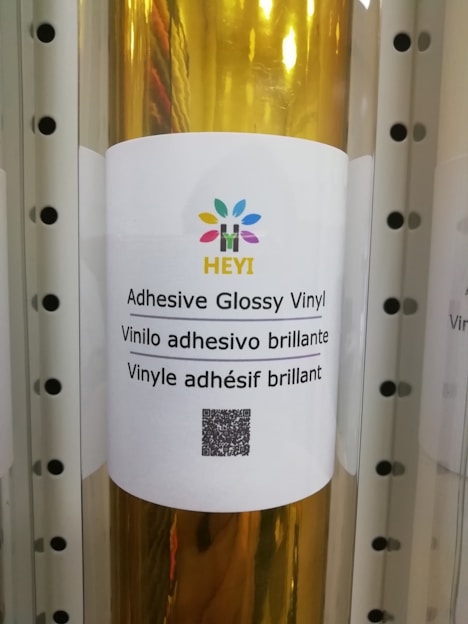 HEYI
Adhesive Glossy Vinyl
Vinilo adhesivo brillante
Vinyle adhésif brillant